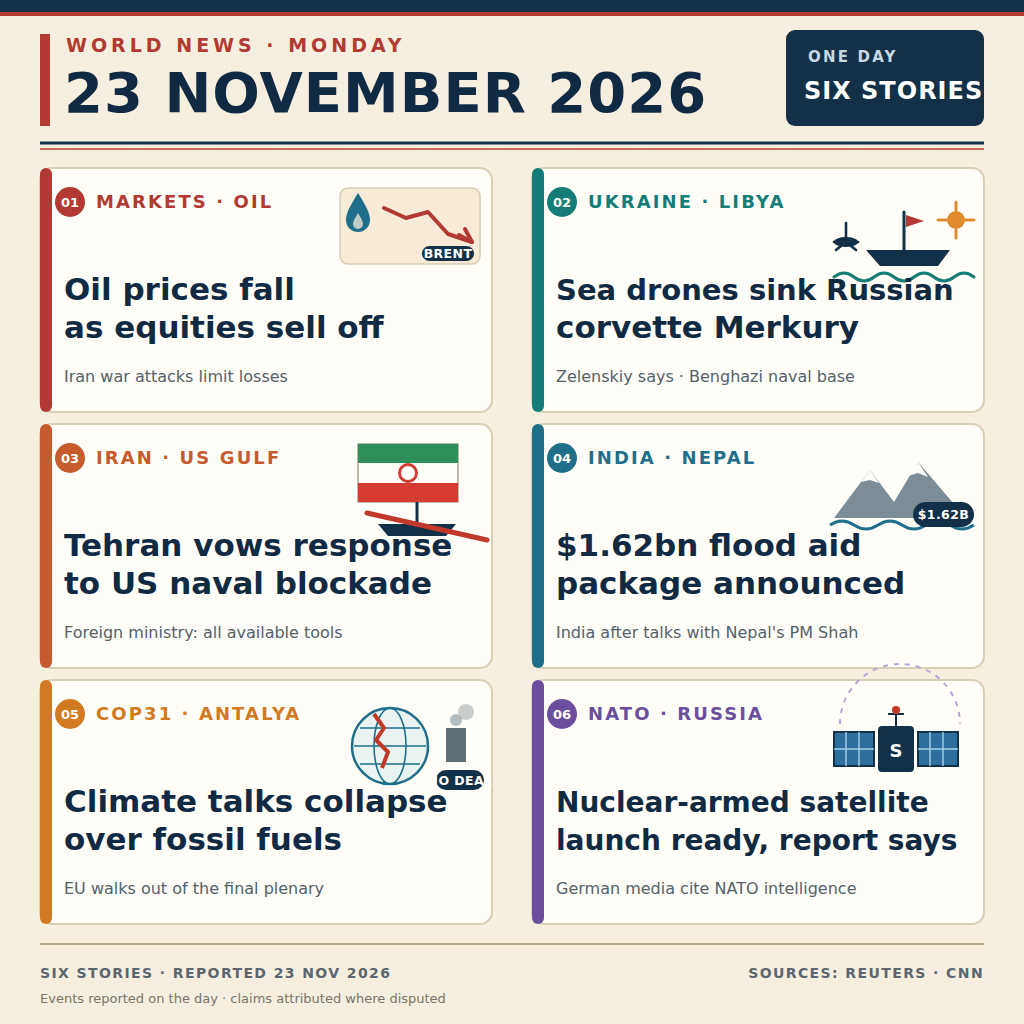 WORLD NEWS · MONDAY
23 NOVEMBER 2026
ONE DAY
SIX STORIES
01 MARKETS · OIL
BRENT
Oil prices fall
as equities sell off
Iran war attacks limit losses
02 UKRAINE · LIBYA
Sea drones sink Russian
corvette Merkury
Zelenskiy says · Benghazi naval base
03 IRAN · US GULF
Tehran vows response
to US naval blockade
Foreign ministry: all available tools
04 INDIA · NEPAL
$1.62B
$1.62bn flood aid
package announced
India after talks with Nepal's PM Shah
05 COP31 · ANTALYA
O DEA
Climate talks collapse
over fossil fuels
EU walks out of the final plenary
06 NATO · RUSSIA
S
Nuclear-armed satellite
launch ready, report says
German media cite NATO intelligence
SIX STORIES · REPORTED 23 NOV 2026
SOURCES: REUTERS · CNN
Events reported on the day · claims attributed where disputed